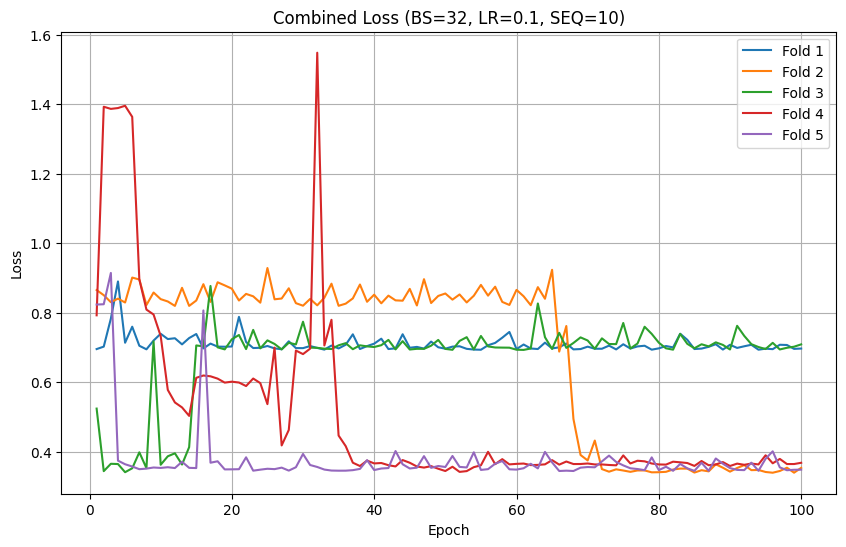 Combined Loss (BS=32, LR=0.1, SEQ=10)
Loss
1.6
1.4
1.2
1.0
0.8
0.6
0.4
Fold 1
Fold 2
Fold 3
Fold 4
Fold 5
0 20 40 60 80 100
Epoch